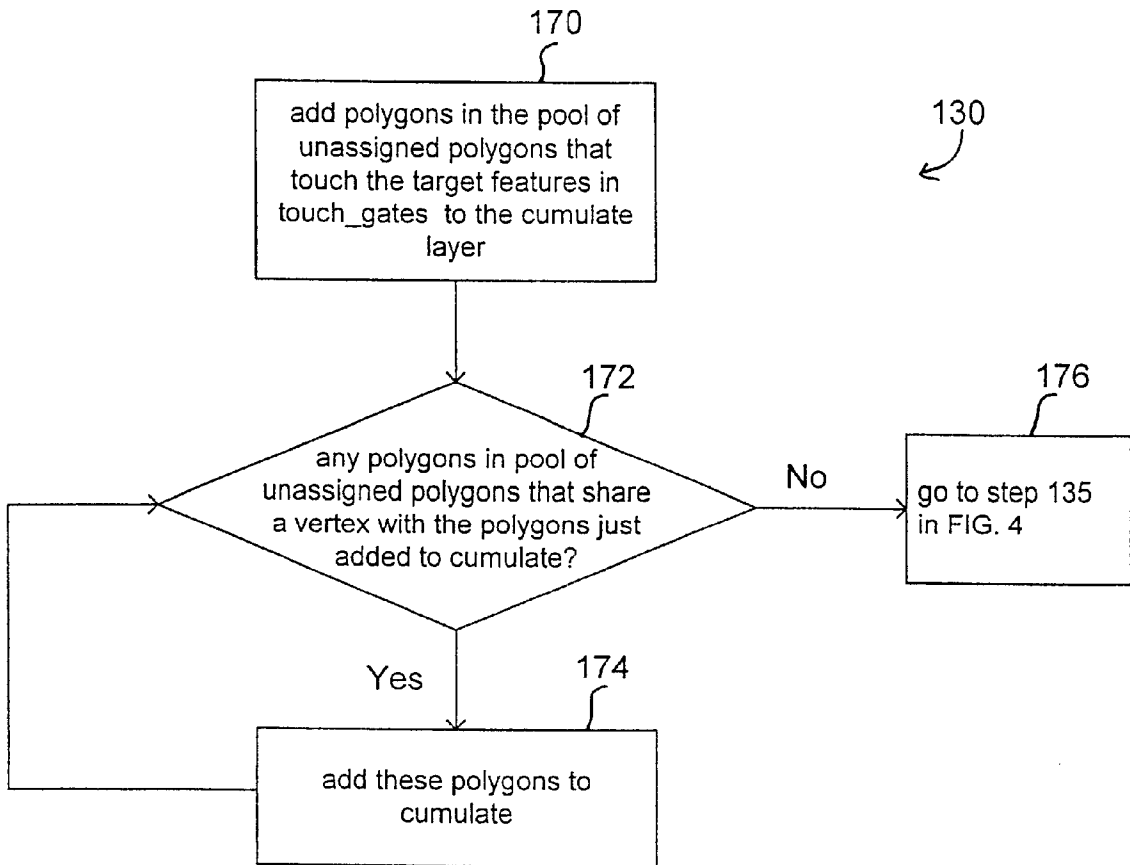 170
add polygons in the pool of
unassigned polygons that
touch the target features in
touch_gates to the cumulate
layer
130
172
any polygons in pool of
unassigned polygons that share
a vertex with the polygons just
added to cumulate?
No
176
go to step 135
in FIG. 4
Yes
174
add these polygons to
cumulate